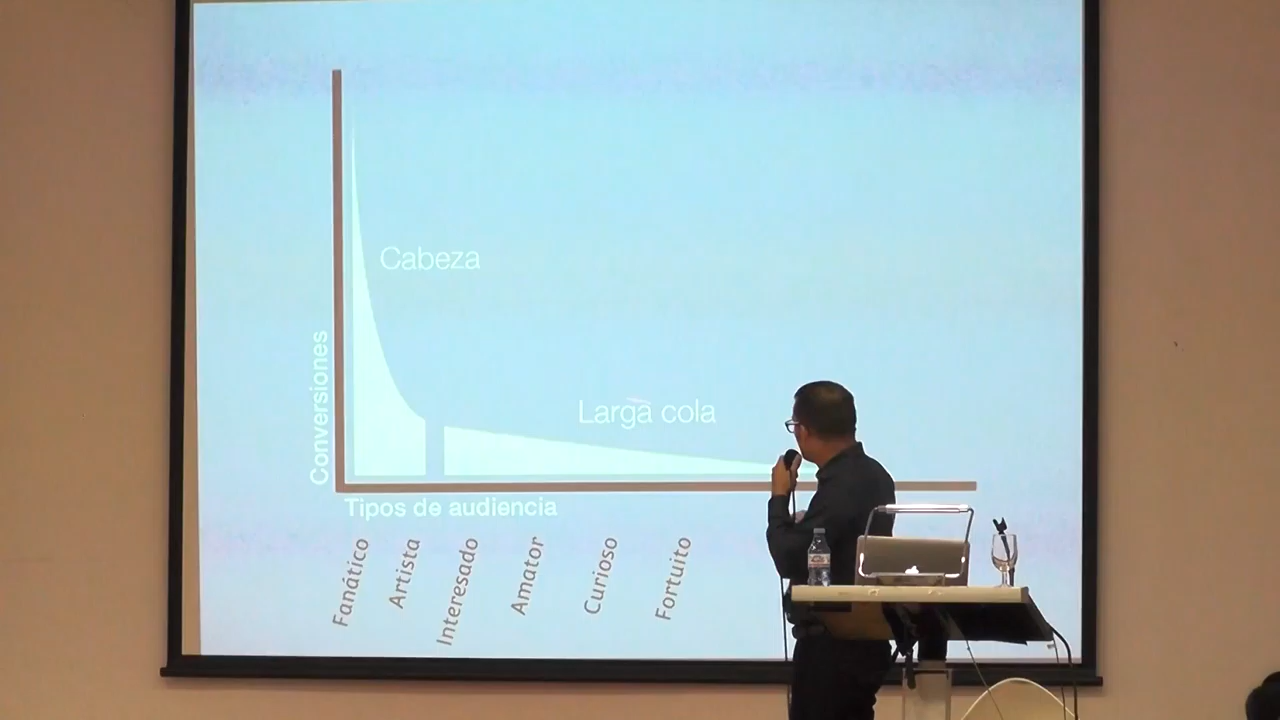 Cabeza
Larga cola
Conversiones
Tipos de audiencia
Fanático
Artista
Interesado
Amator
Curioso
Fortuito